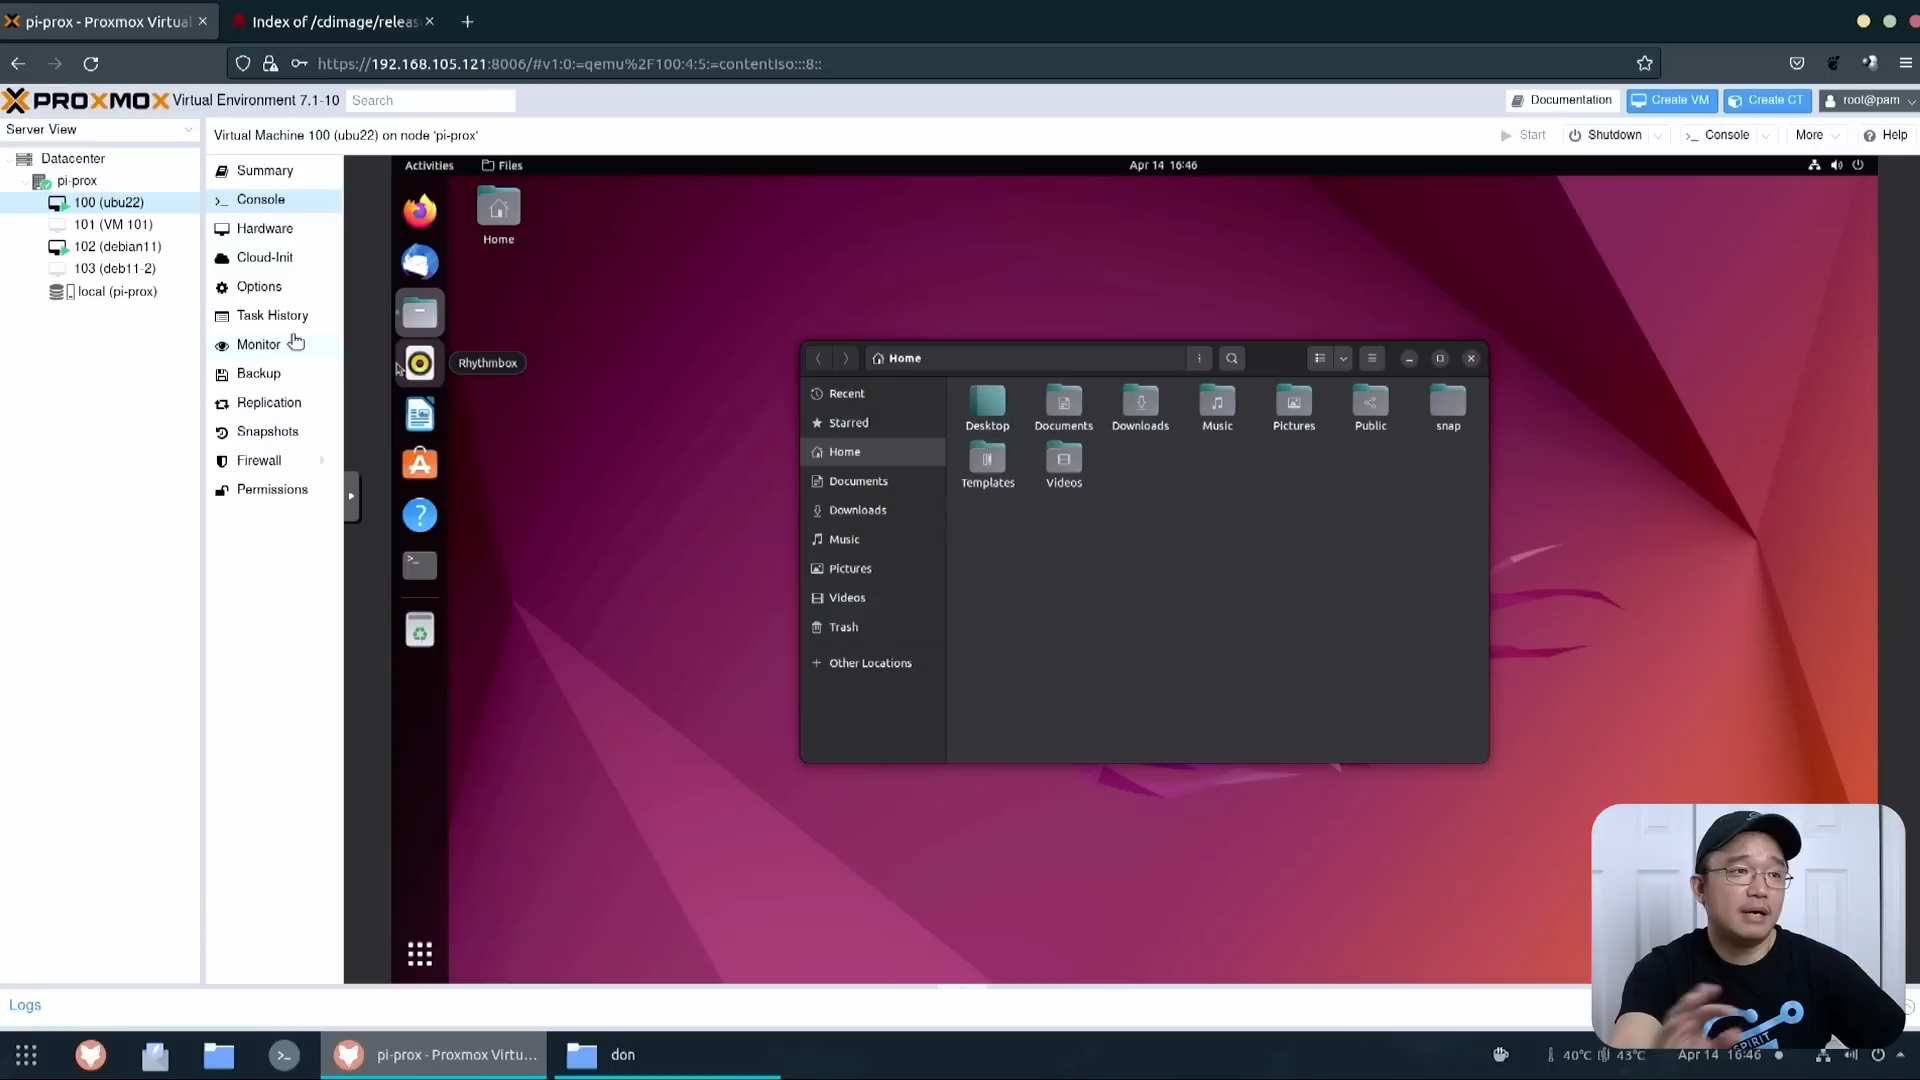 pi-prox - Proxmox Virtual
Index of /cdimage/releas
https://192.168.105.121:8006/#v1:0:=qemu%2F100:4:5:=contentIso:::8::
PROXMOX Virtual Environment 7.1-10
Search
Documentation
Create VM
Create CT
root@pam
Server View
Virtual Machine 100 (ubu22) on node 'pi-prox'
Start
Shutdown
Console
More
Help
Datacenter
pi-prox
100 (ubu22)
101 (VM 101)
102 (debian11)
103 (deb11-2)
local (pi-prox)
Summary
Console
Hardware
Cloud-Init
Options
Task History
Monitor
Backup
Replication
Snapshots
Firewall
Permissions
Activities
Files
Apr 14 16:46
Home
Rhythmbox
Home
Recent
Starred
Home
Documents
Downloads
Music
Pictures
Videos
Trash
Other Locations
Desktop
Documents
Downloads
Music
Pictures
Public
snap
Templates
Videos
Logs
SPIRIT
pi-prox - Proxmox Virtu...
don
40°C
43°C
Apr 14 16:46